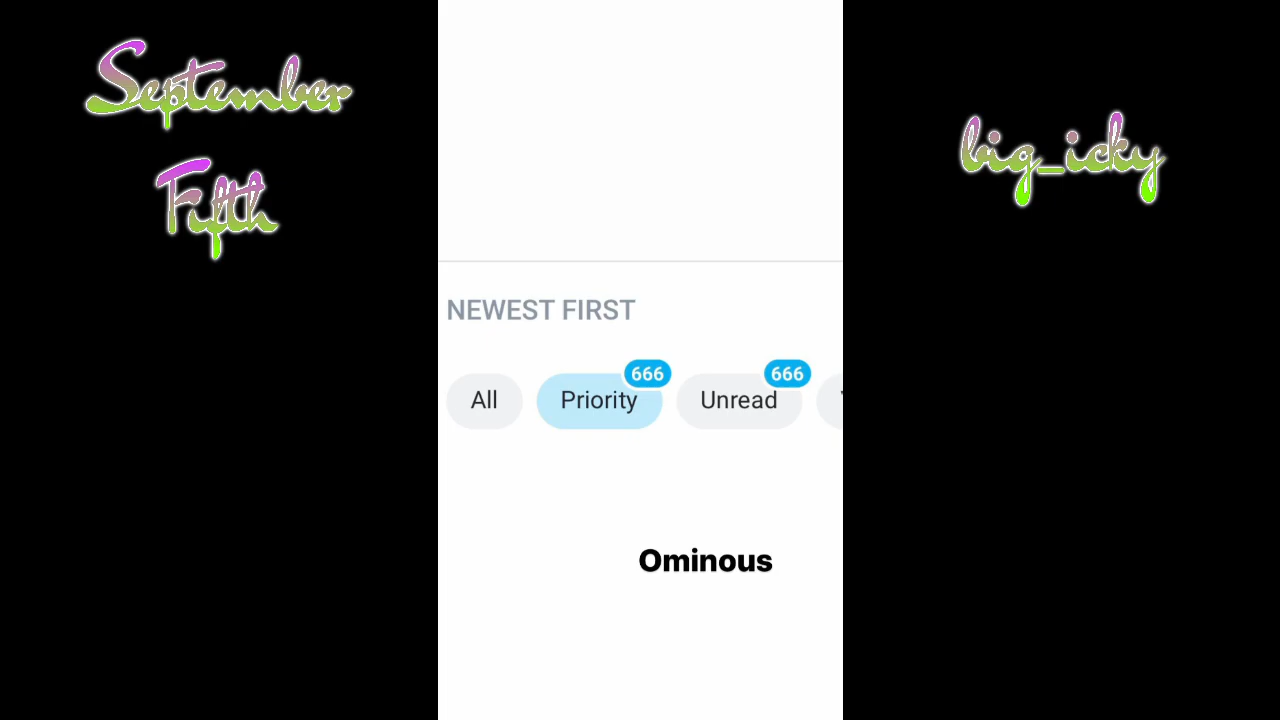 September
Fifth
big_icky
NEWEST FIRST
666
666
All
Priority
Unread
Ominous